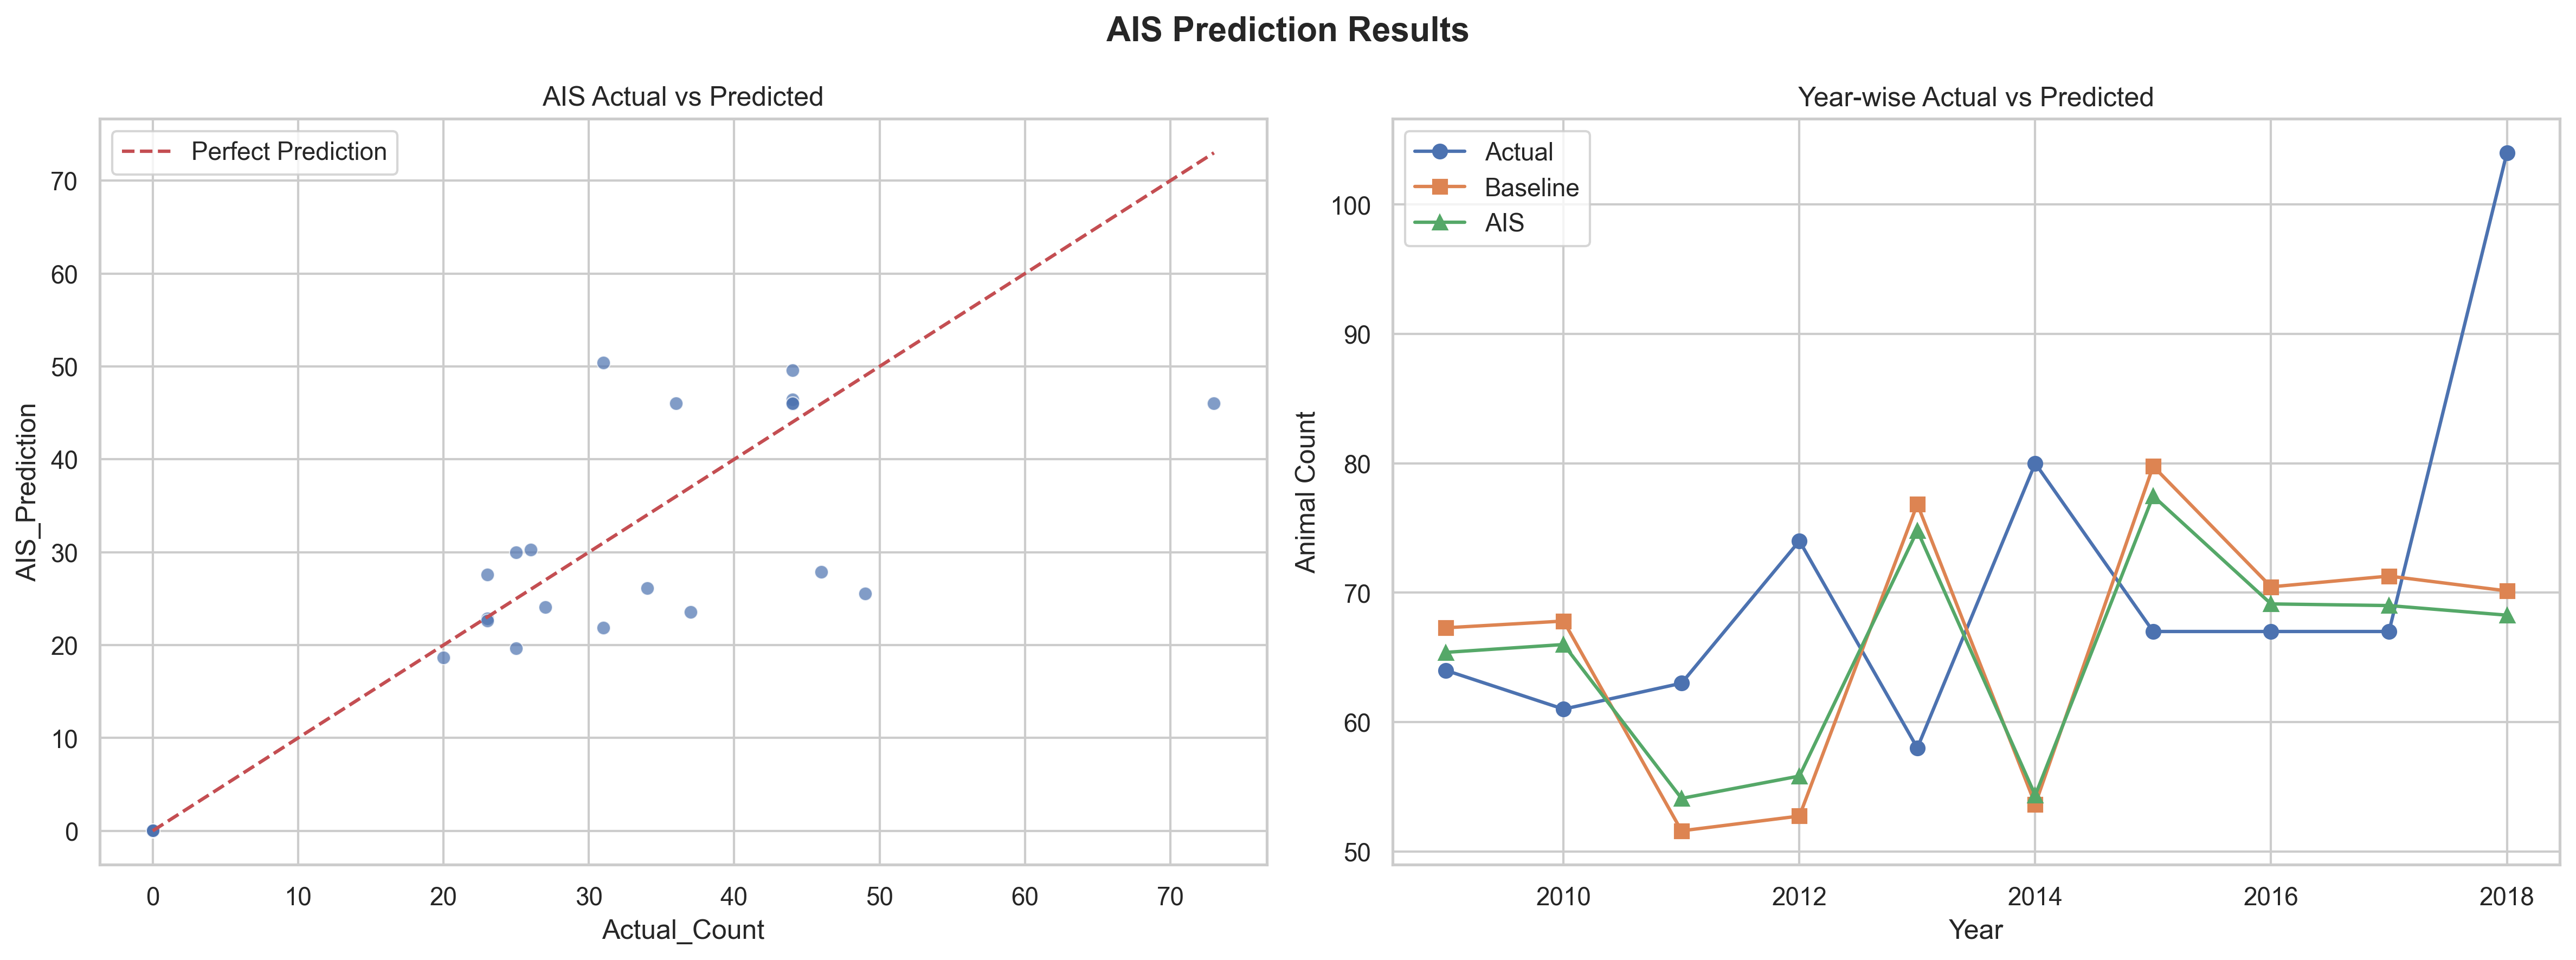 AIS Prediction Results
AIS Actual vs Predicted
Perfect Prediction
AIS_Prediction
70
60
50
40
30
20
10
0
0 10 20 30 40 50 60 70
Actual_Count
Year-wise Actual vs Predicted
Actual
Baseline
AIS
Animal Count
100
90
80
70
60
50
2010 2012 2014 2016 2018
Year